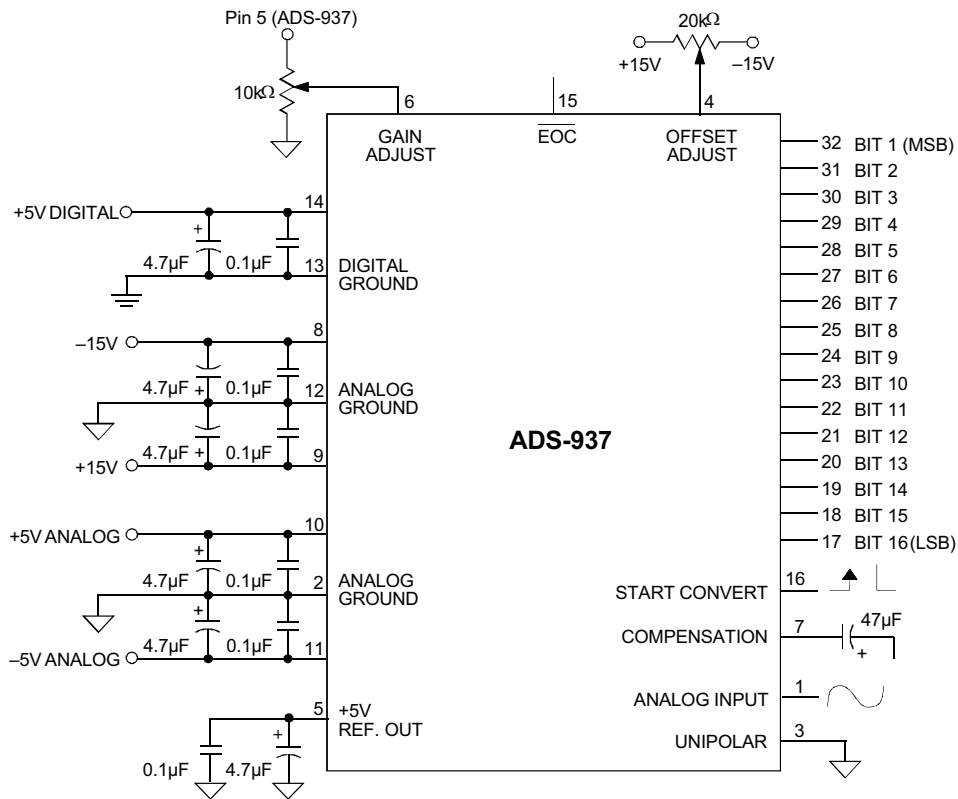 Pin 5 (ADS-937)
20kΩ
+15V
–15V
10kΩ
6
15
4
GAIN
ADJUST
EOC
OFFSET
ADJUST
32 BIT 1 (MSB)
31 BIT 2
30 BIT 3
29 BIT 4
28 BIT 5
27 BIT 6
26 BIT 7
25 BIT 8
24 BIT 9
23 BIT 10
22 BIT 11
21 BIT 12
20 BIT 13
19 BIT 14
18 BIT 15
17 BIT 16 (LSB)
+5V DIGITAL
14
+
4.7µF
0.1µF
13
DIGITAL
GROUND
–15V
8
4.7µF
+
0.1µF
12
ANALOG
GROUND
4.7µF
+
0.1µF
+15V
9
ADS-937
+5V ANALOG
10
+
4.7µF
0.1µF
2
ANALOG
GROUND
+
4.7µF
0.1µF
–5V ANALOG
11
5
+5V
REF. OUT
+
0.1µF
4.7µF
START CONVERT
16
COMPENSATION
7
47µF
+
ANALOG INPUT
1
UNIPOLAR
3